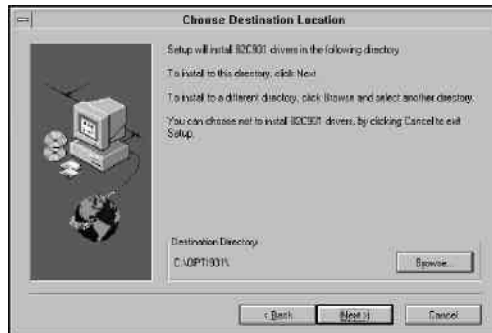 Choose Destination Location
Setup will install 82C931 drivers in the following directory.
To install to this directory, click Next.
To install to a different directory, click Browse and select another directory.
You can choose not to install 82C931 drivers, by clicking Cancel to exit
Setup.
Destination Directory
C:\OPTI931\
Browse...
< Back
Next >
Cancel